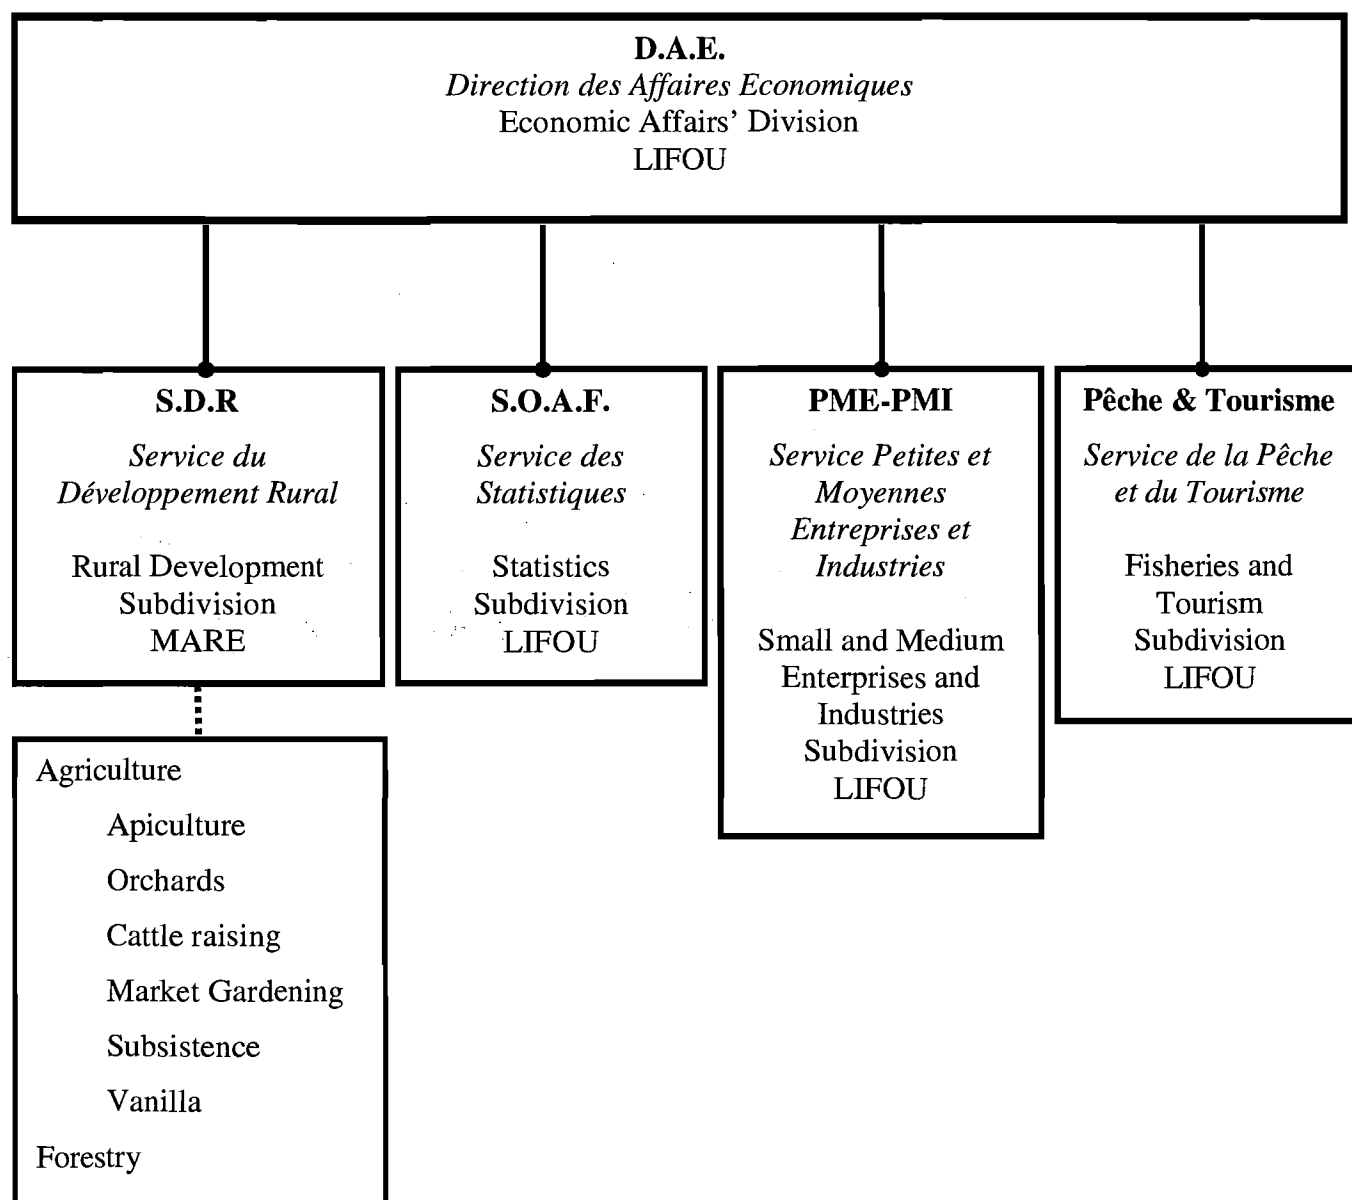 D.A.E.
Direction des Affaires Economiques
Economic Affairs’ Division
LIFOU
S.D.R
Service du
Développement Rural
Rural Development
Subdivision
MARE
S.O.A.F.
Service des
Statistiques
Statistics
Subdivision
LIFOU
PME-PMI
Service Petites et
Moyennes
Entreprises et
Industries
Small and Medium
Enterprises and
Industries
Subdivision
LIFOU
Pêche & Tourisme
Service de la Pêche
et du Tourisme
Fisheries and
Tourism
Subdivision
LIFOU
Agriculture
Apiculture
Orchards
Cattle raising
Market Gardening
Subsistence
Vanilla
Forestry